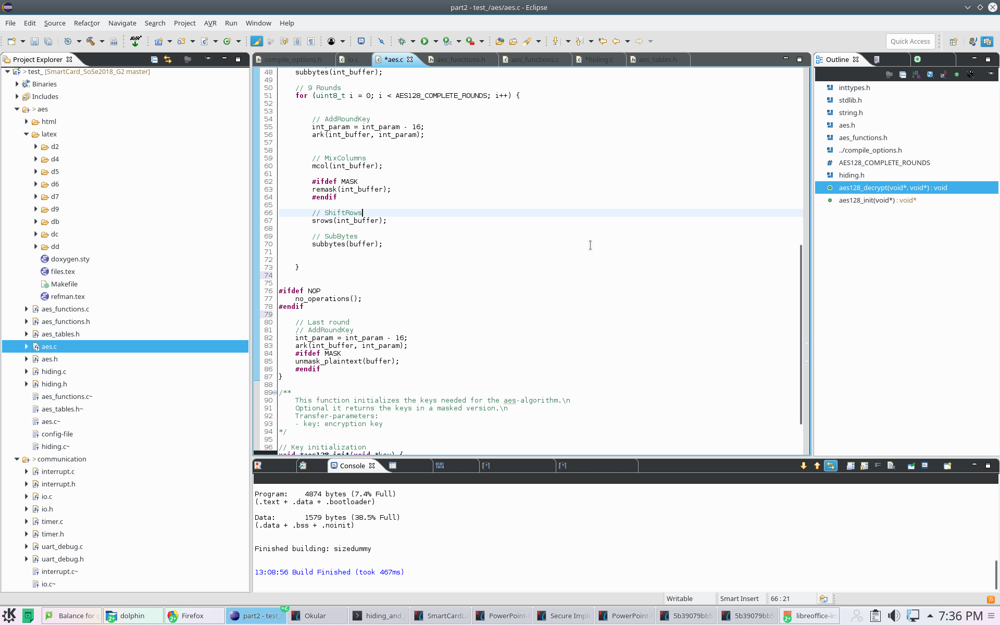 part2 - test_/aes/aes.c - Eclipse
File Edit Source Refactor Navigate Search Project AVR Run Window Help
Quick Access
Project Explorer
> test_ [SmartCard_SoSe2018_G2 master]
Binaries
Includes
> aes
html
latex
d2
d4
d5
d6
d7
d9
db
dc
dd
doxygen.sty
files.tex
Makefile
refman.tex
aes_functions.c
aes_functions.h
aes_tables.h
aes.c
aes.h
hiding.c
hiding.h
aes_functions.c~
aes_tables.h~
aes.c~
config-file
hiding.c~
> communication
interrupt.c
interrupt.h
io.c
io.h
timer.c
timer.h
uart_debug.c
uart_debug.h
interrupt.c~
io.c~
compile_options.h io.c *aes.c aes_functions.h aes_functions.c *hiding.c aes_tables.h
48 subbytes(int_buffer);
49
50 // 9 Rounds
51 for (uint8_t i = 0; i < AES128_COMPLETE_ROUNDS; i++) {
52
53
54 // AddRoundKey
55 int_param = int_param - 16;
56 ark(int_buffer, int_param);
57
58
59 // MixColumns
60 mcol(int_buffer);
61
62 #ifdef MASK
63 remask(int_buffer);
64 #endif
65
66 // ShiftRows
67 srows(int_buffer);
68
69 // SubBytes
70 subbytes(buffer);
71
72
73 }
74
75
76 #ifdef NOP
77 no_operations();
78 #endif
79
80 // Last round
81 // AddRoundKey
82 int_param = int_param - 16;
83 ark(int_buffer, int_param);
84 #ifdef MASK
85 unmask_plaintext(buffer);
86 #endif
87 }
88
89 /**
90 This function initializes the keys needed for the aes-algorithm.\n
91 Optional it returns the keys in a masked version.\n
92 Transfer-parameters:
93 - key: encryption key
94 */
95
96 // Key initialization
void *aes128_init(void *key) {
Outline
inttypes.h
stdlib.h
string.h
aes.h
aes_functions.h
../compile_options.h
# AES128_COMPLETE_ROUNDS
hiding.h
aes128_decrypt(void*, void*) : void
aes128_init(void*) : void*
Console
Program: 4874 bytes (7.4% Full)
(.text + .data + .bootloader)
Data: 1579 bytes (38.5% Full)
(.data + .bss + .noinit)
Finished building: sizedummy
13:08:56 Build Finished (took 467ms)
Writable Smart Insert 66 : 21
Balance for dolphin Firefox part2 - test_/ Okular hiding_and_ SmartCardL PowerPoint- Secure Imple PowerPoint- 5b39079bb5 5b39079bb5 libreoffice-im 7:36 PM